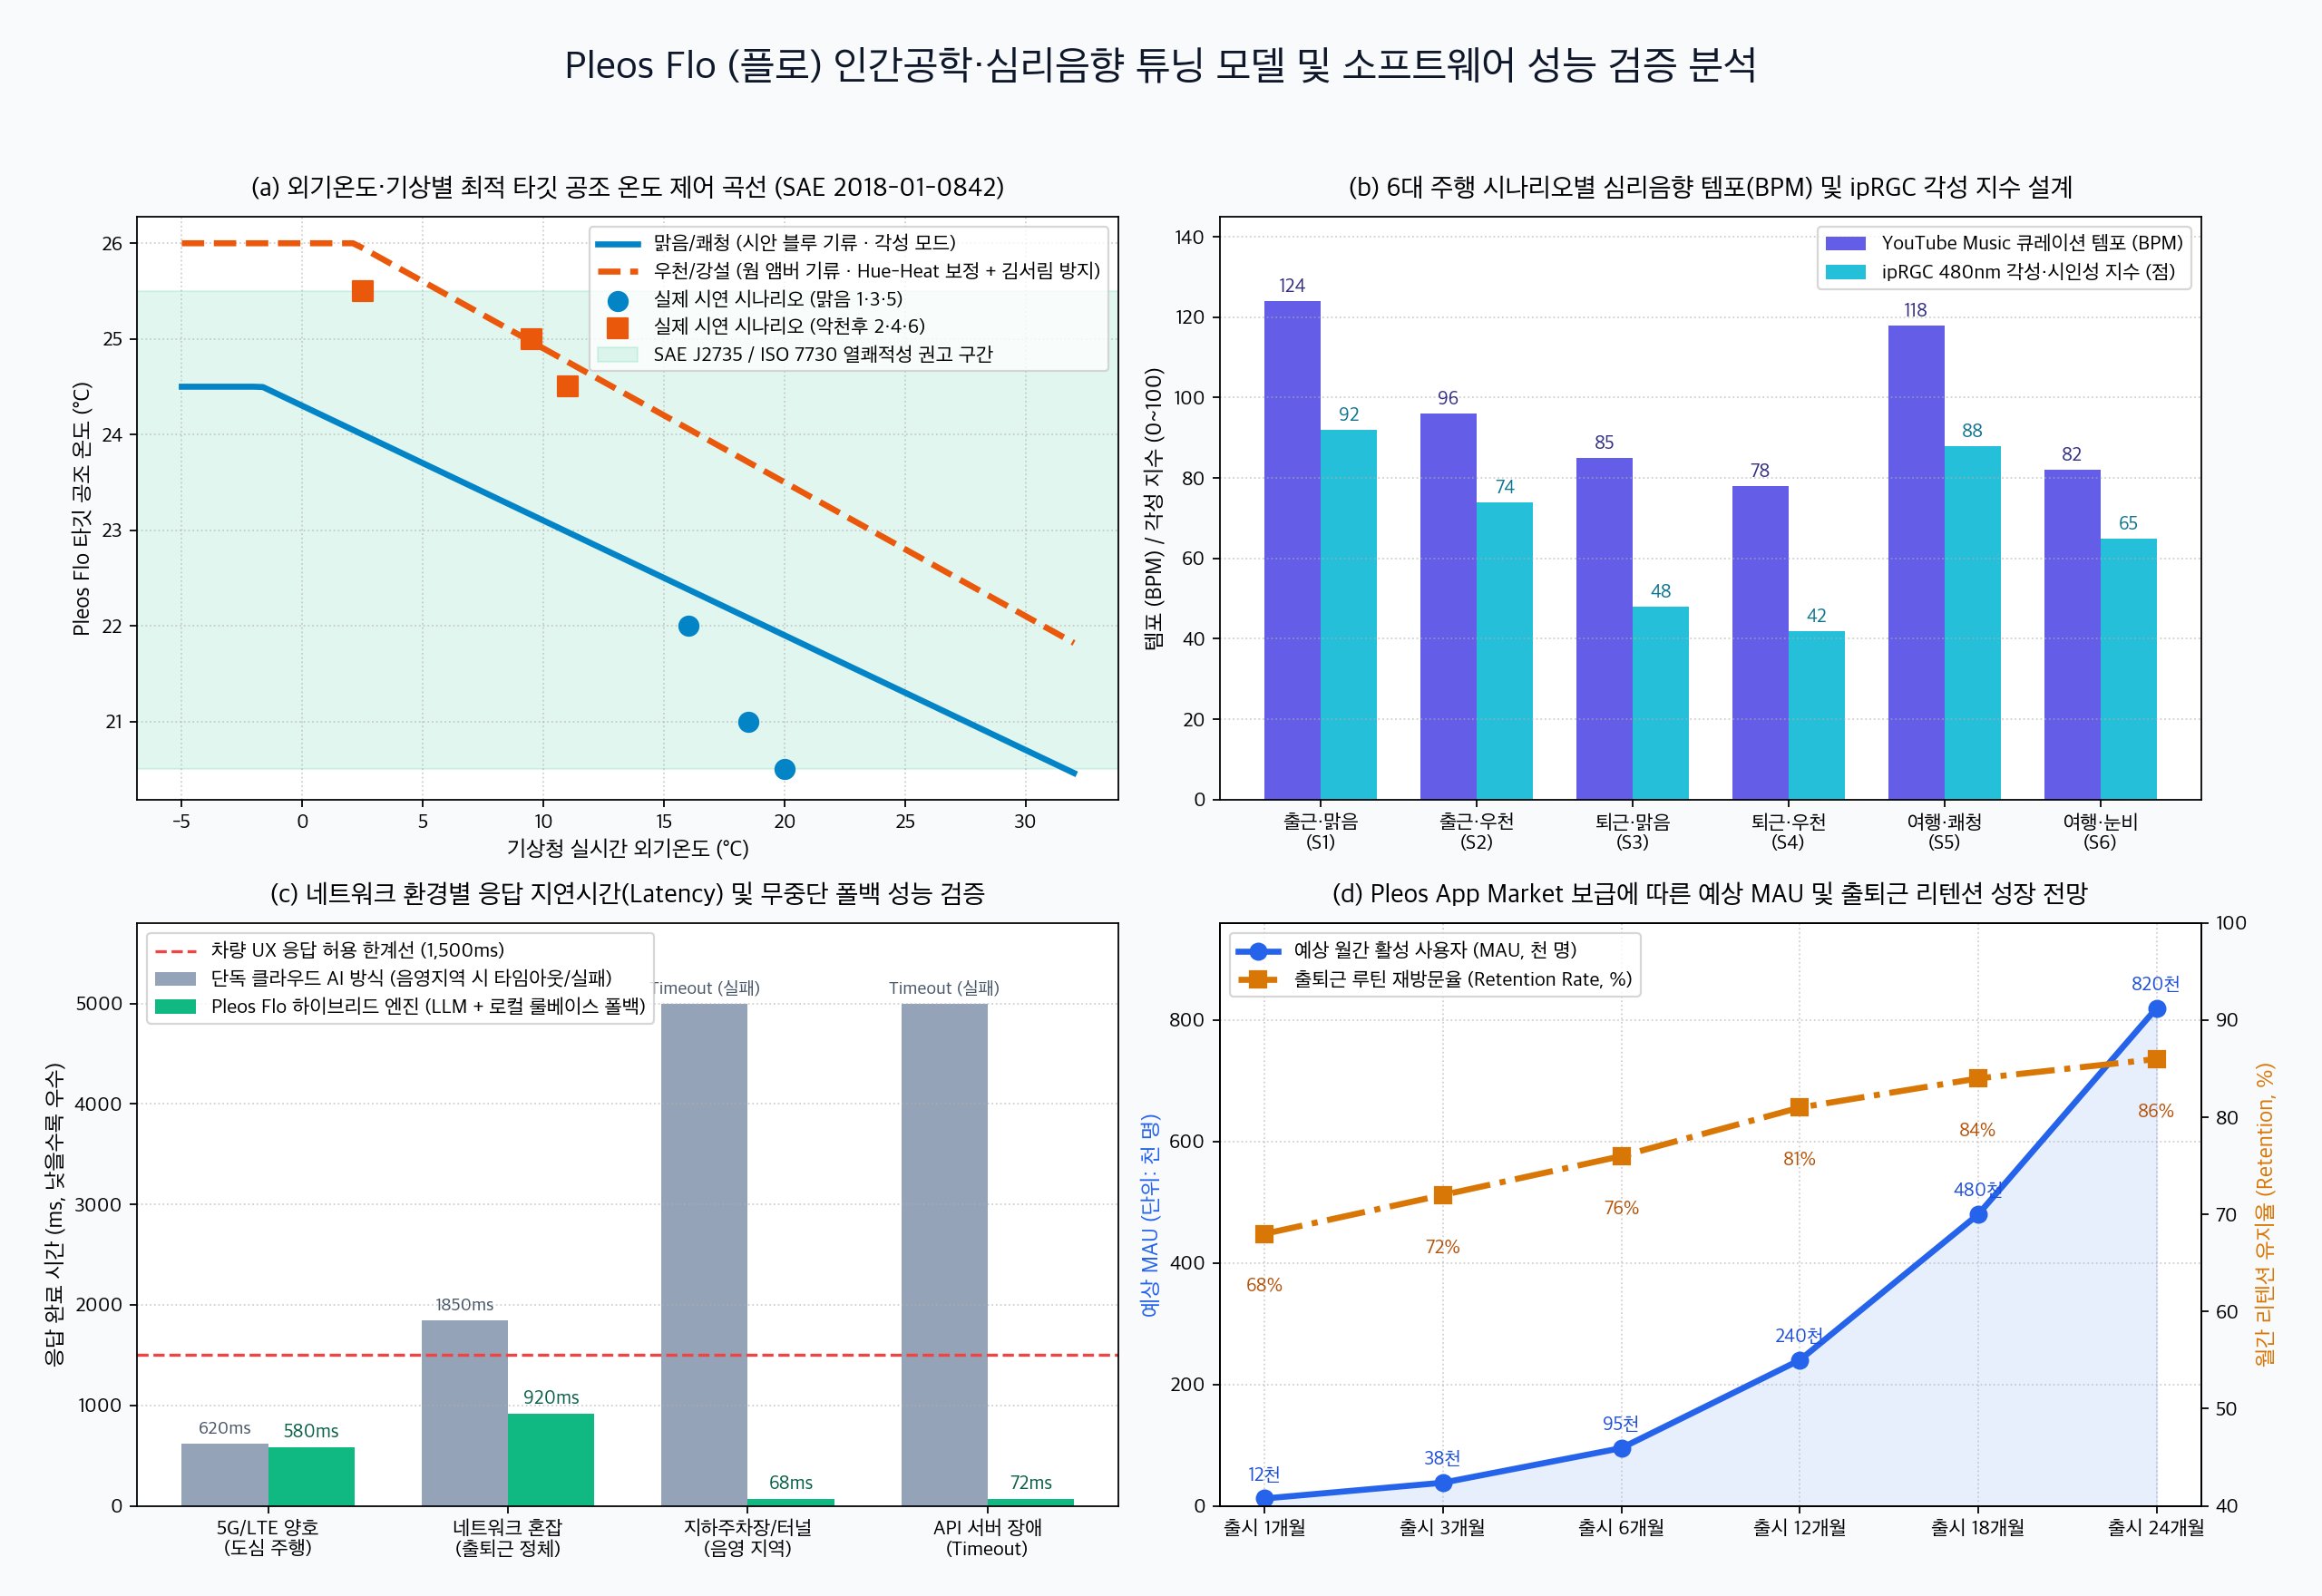 Pleos Flo (플로) 인간공학·심리음향 튜닝 모델 및 소프트웨어 성능 검증 분석
(a) 외기온도·기상별 최적 타깃 공조 온도 제어 곡선 (SAE 2018-01-0842)
맑음/쾌청 (시안 블루 기류 · 각성 모드)
우천/강설 (웜 앰버 기류 · Hue-Heat 보정 + 김서림 방지)
실제 시연 시나리오 (맑음 1·3·5)
실제 시연 시나리오 (악천후 2·4·6)
SAE J2735 / ISO 7730 열쾌적성 권고 구간
Pleos Flo 타깃 공조 온도 (°C)
26
25
24
23
22
21
-5 0 5 10 15 20 25 30
기상청 실시간 외기온도 (°C)
(b) 6대 주행 시나리오별 심리음향 템포(BPM) 및 ipRGC 각성 지수 설계
YouTube Music 큐레이션 템포 (BPM)
ipRGC 480nm 각성·시인성 지수 (점)
템포 (BPM) / 각성 지수 (0~100)
140
120
100
80
60
40
20
0
124 92 96 74 85 48 78 42 118 88 82 65
출근·맑음 출근·우천 퇴근·맑음 퇴근·우천 여행·쾌청 여행·눈비
(S1) (S2) (S3) (S4) (S5) (S6)
(c) 네트워크 환경별 응답 지연시간(Latency) 및 무중단 폴백 성능 검증
차량 UX 응답 허용 한계선 (1,500ms)
단독 클라우드 AI 방식 (음영지역 시 타임아웃/실패)
Pleos Flo 하이브리드 엔진 (LLM + 로컬 룰베이스 폴백)
응답 완료 시간 (ms, 낮을수록 우수)
5000
4000
3000
2000
1000
0
620ms 580ms 1850ms 920ms Timeout (실패) 68ms Timeout (실패) 72ms
5G/LTE 양호 네트워크 혼잡 지하주차장/터널 API 서버 장애
(도심 주행) (출퇴근 정체) (음영 지역) (Timeout)
(d) Pleos App Market 보급에 따른 예상 MAU 및 출퇴근 리텐션 성장 전망
예상 월간 활성 사용자 (MAU, 천 명)
출퇴근 루틴 재방문율 (Retention Rate, %)
예상 MAU (단위: 천 명)
800
600
400
200
0
12천 38천 95천 240천 480천 820천
68% 72% 76% 81% 84% 86%
100
90
80
70
60
50
40
월간 리텐션 유지율 (Retention, %)
출시 1개월 출시 3개월 출시 6개월 출시 12개월 출시 18개월 출시 24개월